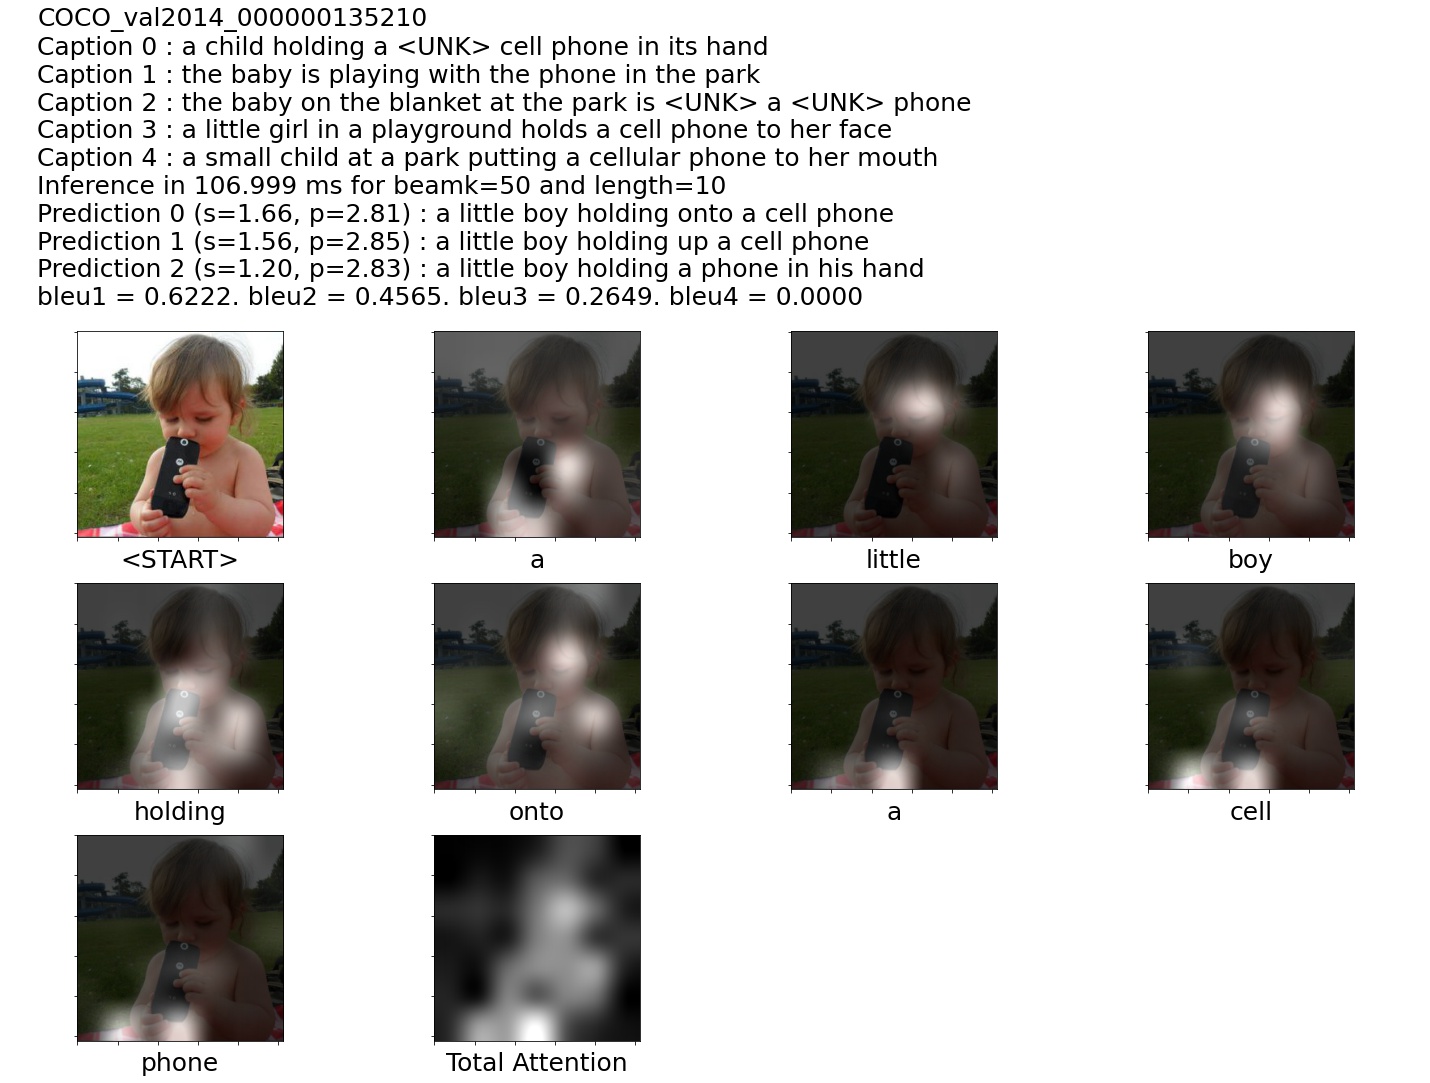 COCO_val2014_000000135210
Caption 0 : a child holding a <UNK> cell phone in its hand
Caption 1 : the baby is playing with the phone in the park
Caption 2 : the baby on the blanket at the park is <UNK> a <UNK> phone
Caption 3 : a little girl in a playground holds a cell phone to her face
Caption 4 : a small child at a park putting a cellular phone to her mouth
Inference in 106.999 ms for beamk=50 and length=10
Prediction 0 (s=1.66, p=2.81) : a little boy holding onto a cell phone
Prediction 1 (s=1.56, p=2.85) : a little boy holding up a cell phone
Prediction 2 (s=1.20, p=2.83) : a little boy holding a phone in his hand
bleu1 = 0.6222. bleu2 = 0.4565. bleu3 = 0.2649. bleu4 = 0.0000
<START>
a
little
boy
holding
onto
a
cell
phone
Total Attention